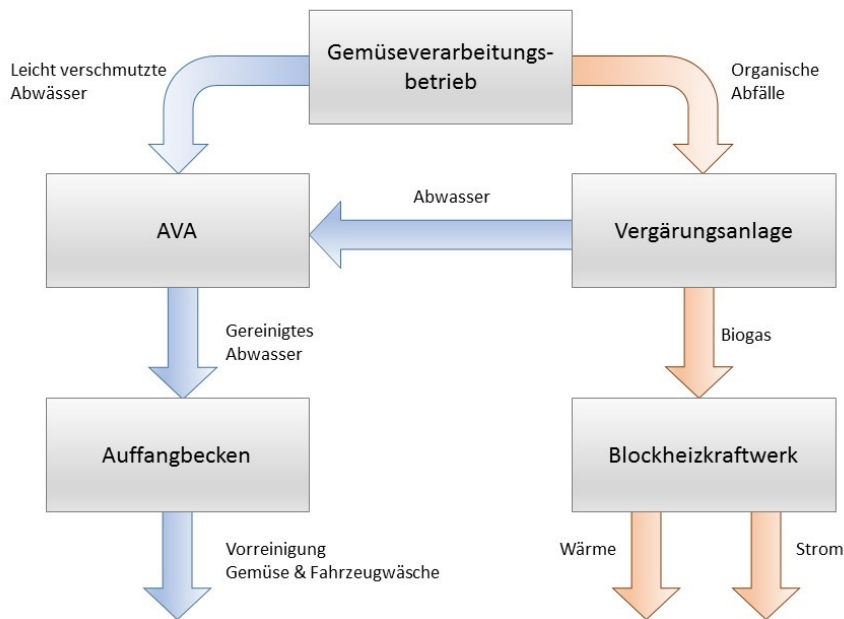 Gemüseverarbeitungs-
betrieb
Leicht verschmutzte
Abwässer
Organische
Abfälle
AVA
Abwasser
Vergärungsanlage
Gereinigtes
Abwasser
Biogas
Auffangbecken
Blockheizkraftwerk
Vorreinigung
Gemüse & Fahrzeugwäsche
Wärme
Strom